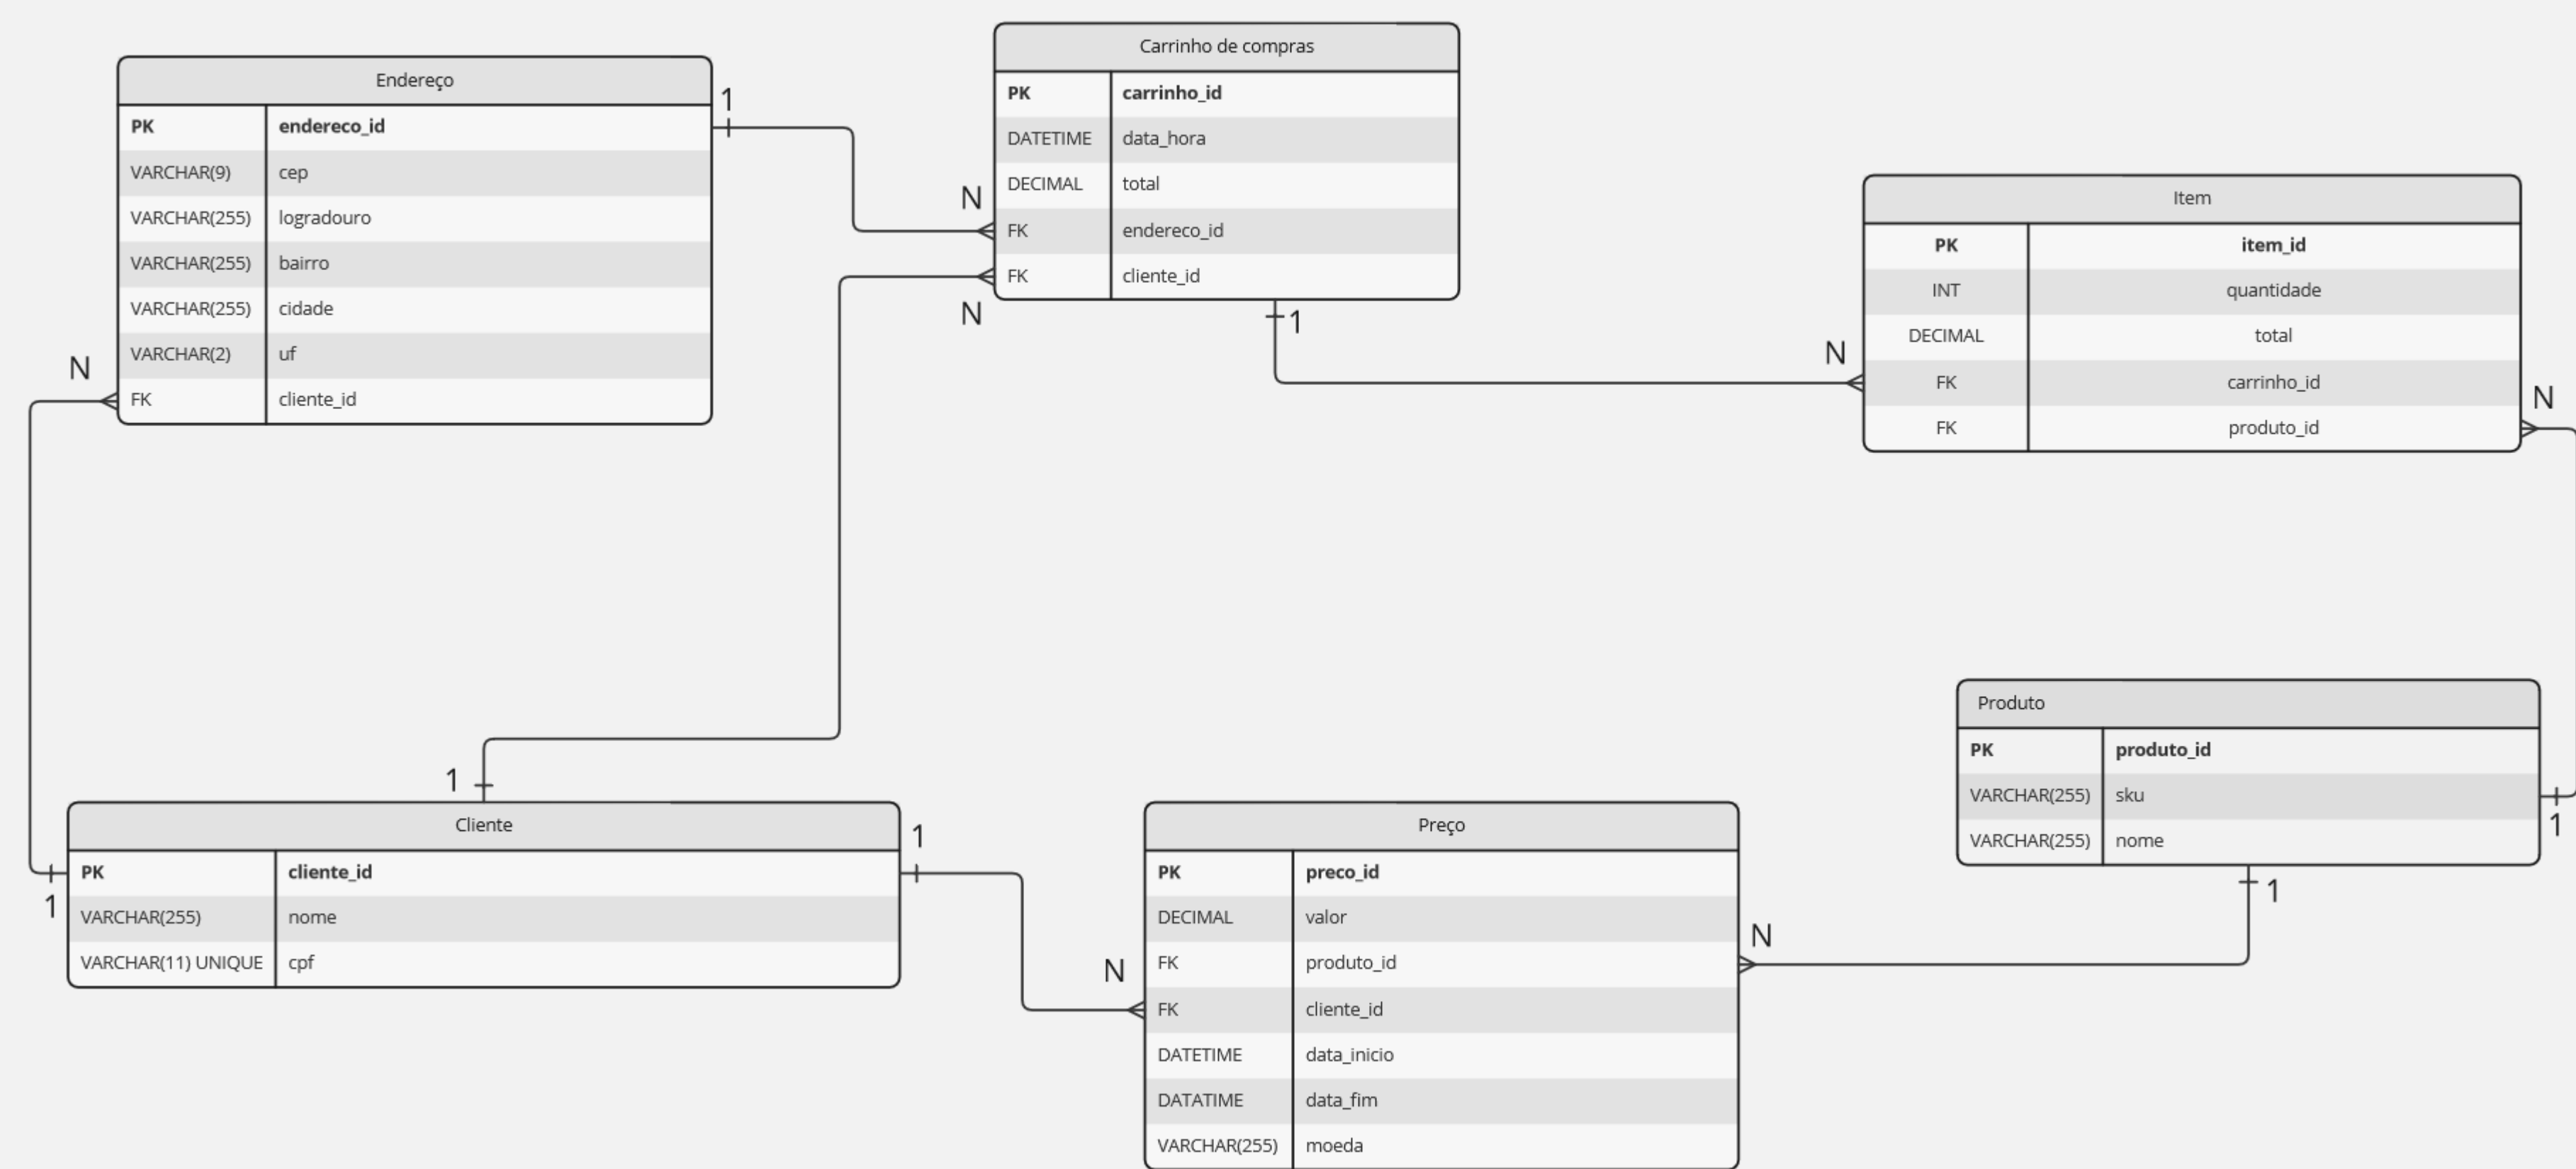 Endereço
PK endereco_id
VARCHAR(9) cep
VARCHAR(255) logradouro
VARCHAR(255) bairro
VARCHAR(255) cidade
VARCHAR(2) uf
FK cliente_id
1
N
Carrinho de compras
PK carrinho_id
DATETIME data_hora
DECIMAL total
FK endereco_id
FK cliente_id
N
N
1
Item
PK item_id
INT quantidade
DECIMAL total
FK carrinho_id
FK produto_id
N
N
1
Cliente
PK cliente_id
VARCHAR(255) nome
VARCHAR(11) UNIQUE cpf
1
1
Preço
PK preco_id
DECIMAL valor
FK produto_id
FK cliente_id
DATETIME data_inicio
DATATIME data_fim
VARCHAR(255) moeda
N
N
Produto
PK produto_id
VARCHAR(255) sku
VARCHAR(255) nome
1
1